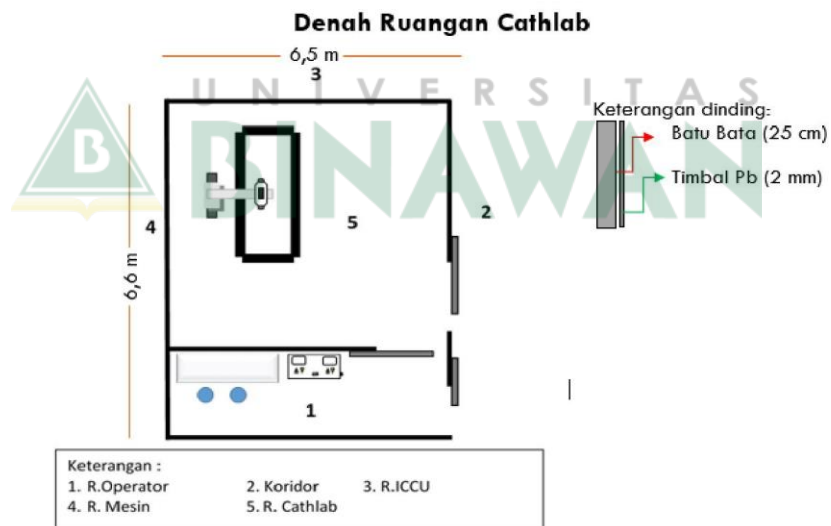 Denah Ruangan Cathlab
6,5 m
3
UNIVERSITAS
BINAWAN
B
Keterangan dinding:
Batu Bata (25 cm)
Timbal Pb (2 mm)
4
5
2
6,6 m
1
Keterangan :
1. R.Operator 2. Koridor 3. R.ICCU
4. R. Mesin 5. R. Cathlab